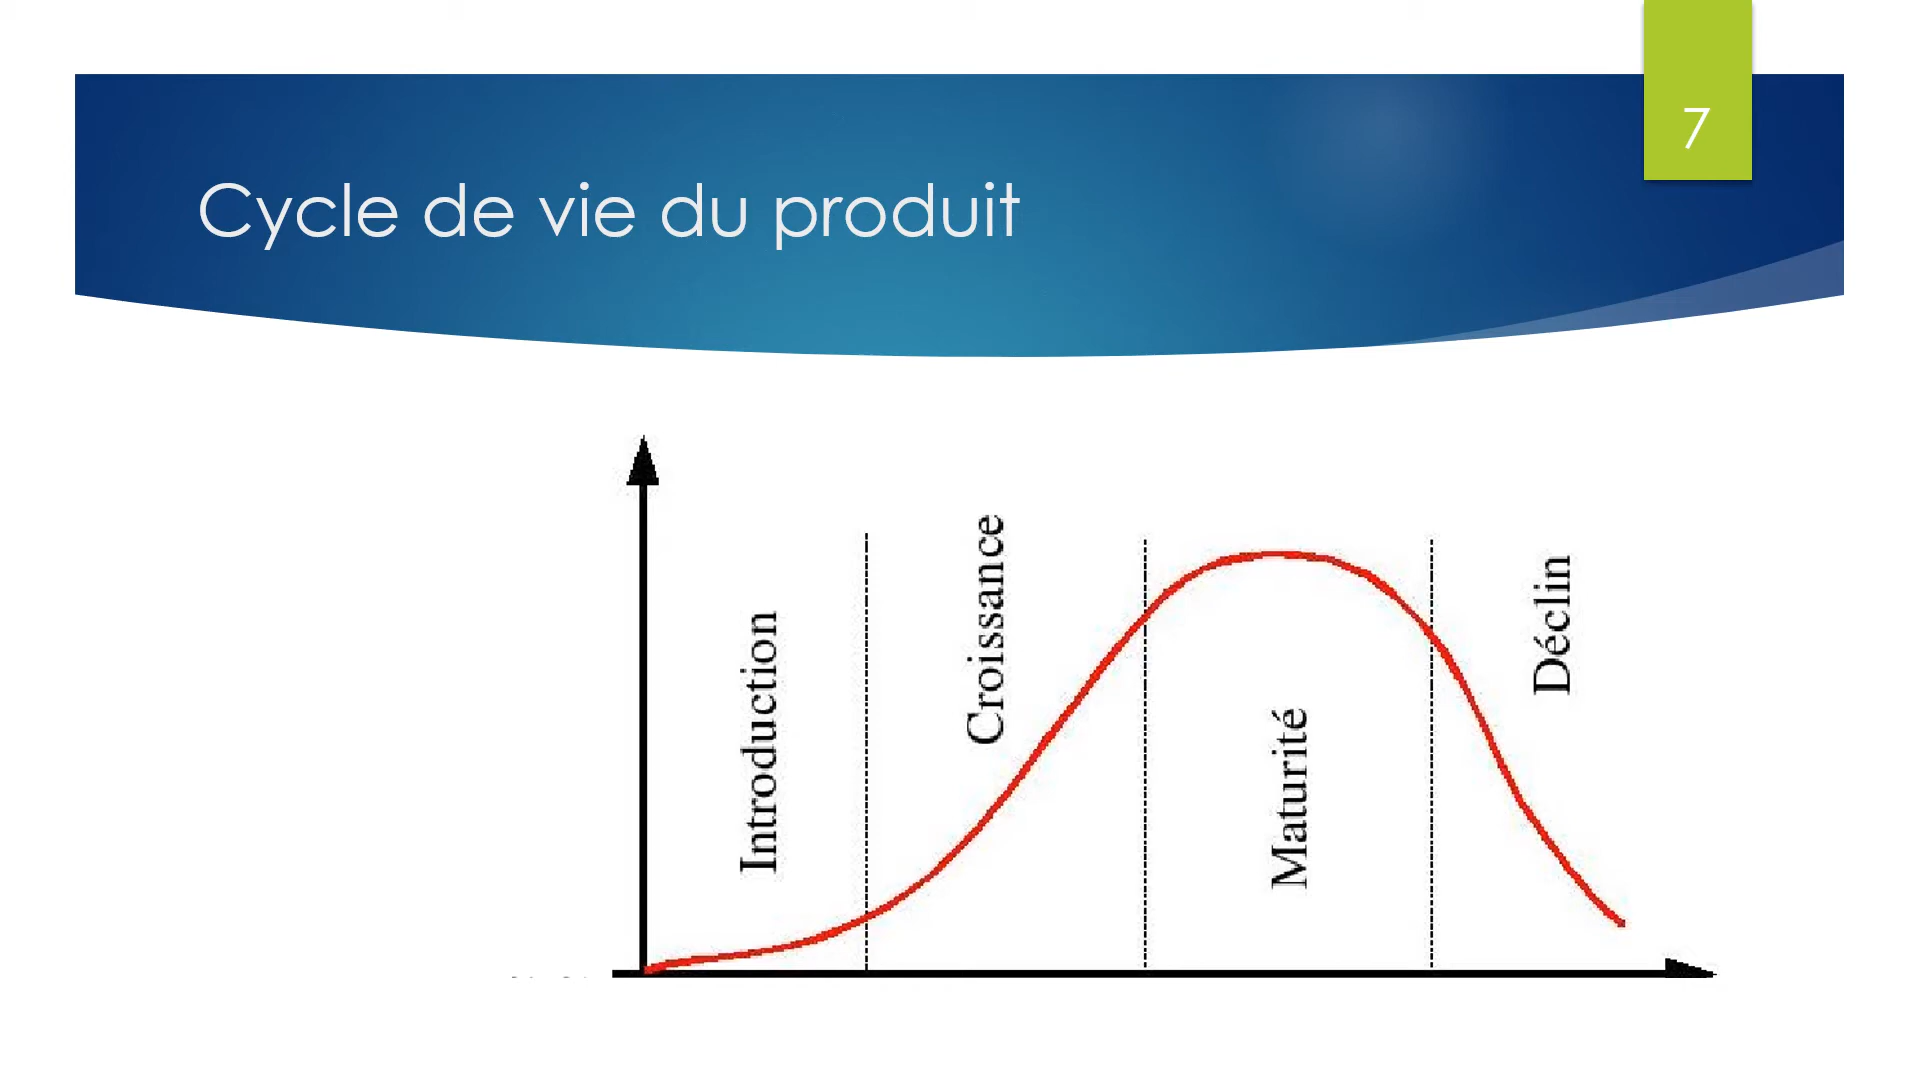 7
Cycle de vie du produit
Introduction
Croissance
Maturité
Déclin